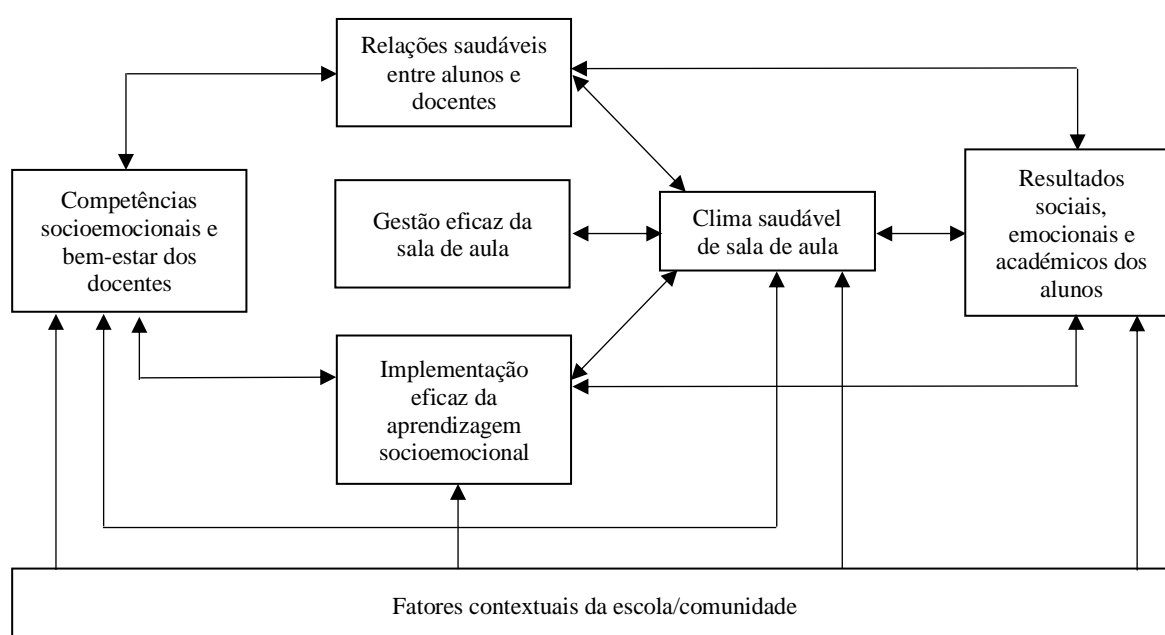 Relações saudáveis
entre alunos e
docentes
Competências
socioemocionais e
bem-estar dos
docentes
Gestão eficaz da
sala de aula
Clima saudável
de sala de aula
Resultados
sociais,
emocionais e
académicos dos
alunos
Implementação
eficaz da
aprendizagem
socioemocional
Fatores contextuais da escola/comunidade